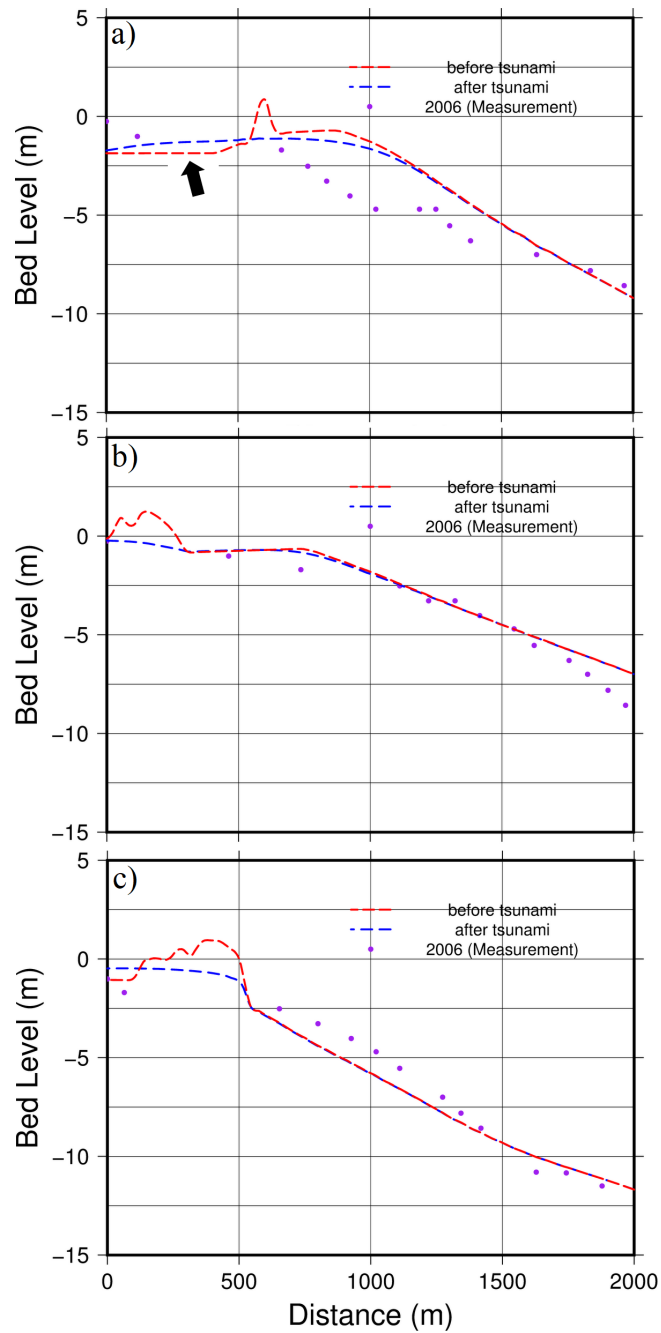 a)
5
0
−5
−10
−15
Bed Level (m)
before tsunami
after tsunami
2006 (Measurement)
b)
5
0
−5
−10
−15
Bed Level (m)
before tsunami
after tsunami
2006 (Measurement)
c)
5
0
−5
−10
−15
Bed Level (m)
before tsunami
after tsunami
2006 (Measurement)
0 500 1000 1500 2000
Distance (m)